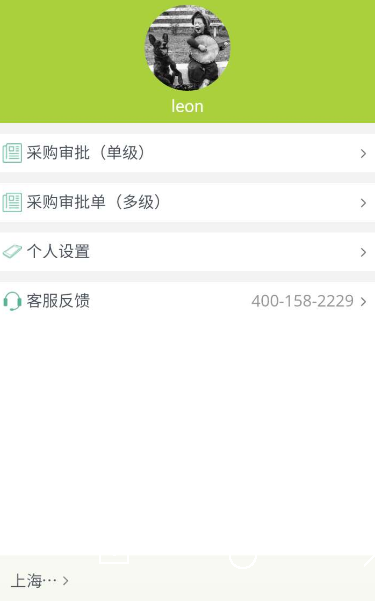 leon
采购审批（单级）
采购审批单（多级）
个人设置
客服反馈 400-158-2229
上海…